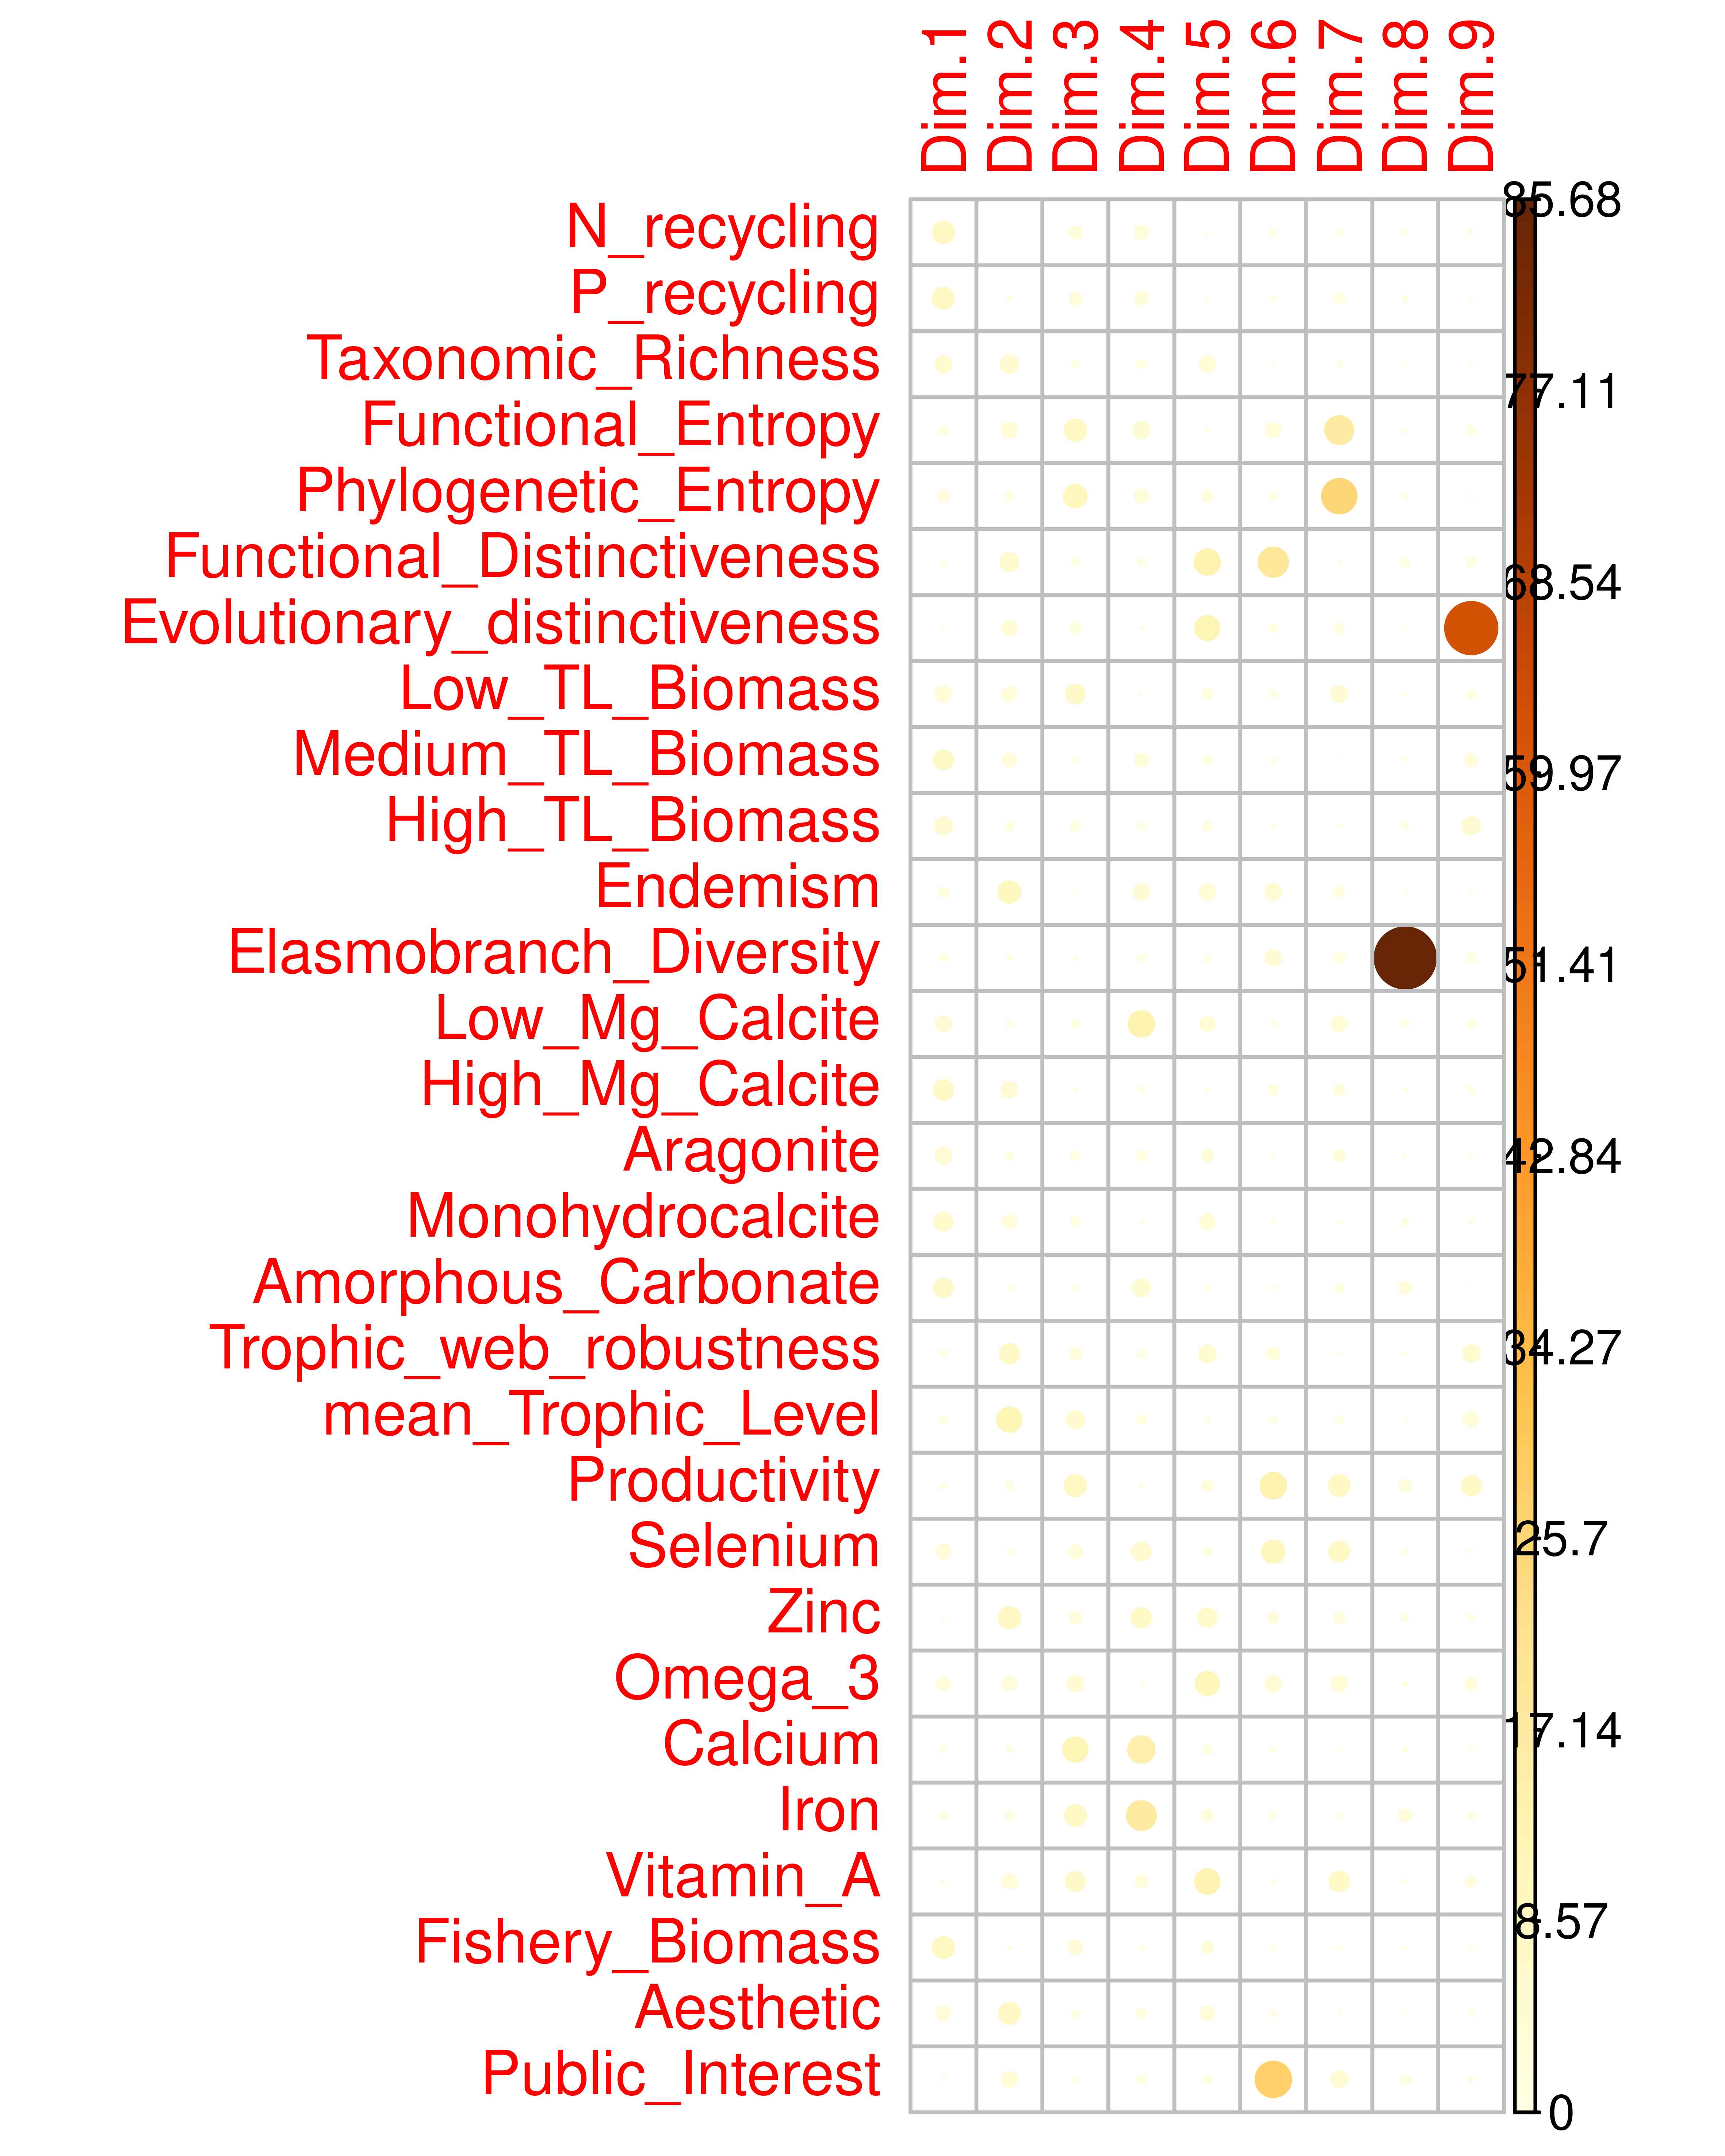 Dim.1 Dim.2 Dim.3 Dim.4 Dim.5 Dim.6 Dim.7 Dim.8 Dim.9
N_recycling
P_recycling
Taxonomic_Richness
Functional_Entropy
Phylogenetic_Entropy
Functional_Distinctiveness
Evolutionary_distinctiveness
Low_TL_Biomass
Medium_TL_Biomass
High_TL_Biomass
Endemism
Elasmobranch_Diversity
Low_Mg_Calcite
High_Mg_Calcite
Aragonite
Monohydrocalcite
Amorphous_Carbonate
Trophic_web_robustness
mean_Trophic_Level
Productivity
Selenium
Zinc
Omega_3
Calcium
Iron
Vitamin_A
Fishery_Biomass
Aesthetic
Public_Interest
85.68
77.11
68.54
59.97
51.41
42.84
34.27
25.7
17.14
8.57
0